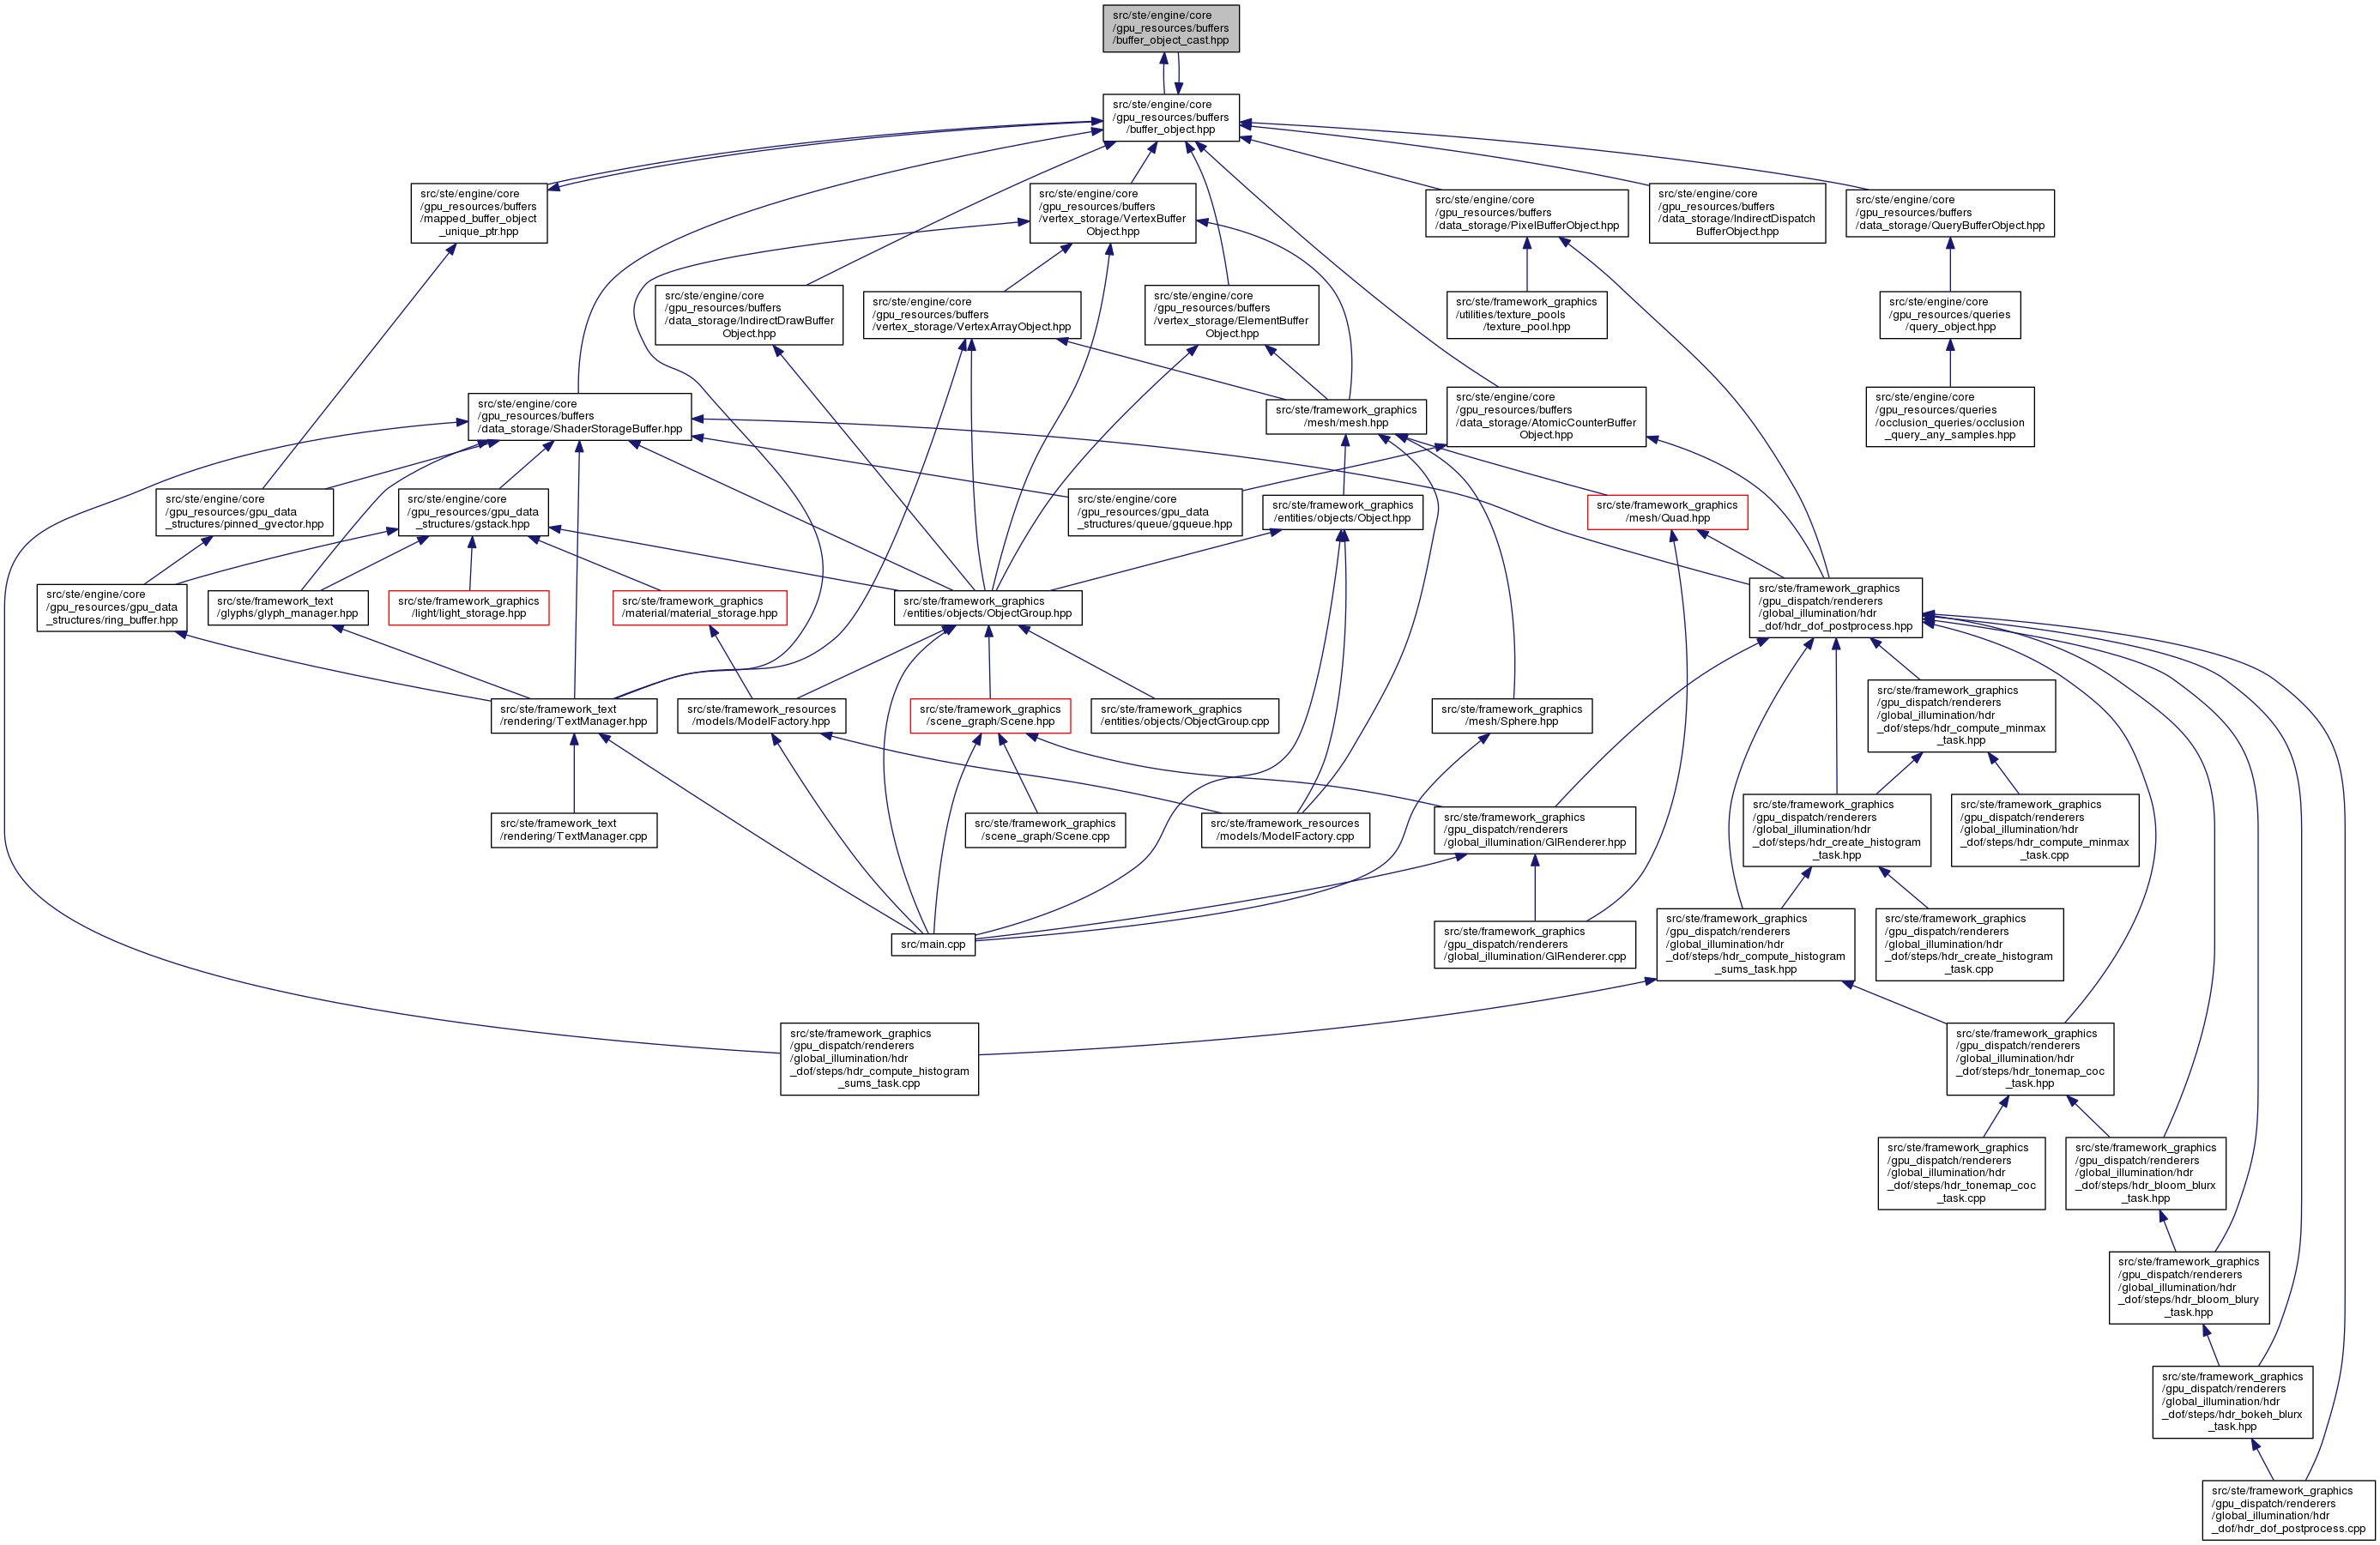 src/ste/engine/core
/gpu_resources/buffers
/buffer_object_cast.hpp
src/ste/engine/core
/gpu_resources/buffers
/buffer_object.hpp
src/ste/engine/core
/gpu_resources/buffers
/mapped_buffer_object
_unique_ptr.hpp
src/ste/engine/core
/gpu_resources/buffers
/vertex_storage/VertexBuffer
Object.hpp
src/ste/engine/core
/gpu_resources/buffers
/data_storage/PixelBufferObject.hpp
src/ste/engine/core
/gpu_resources/buffers
/data_storage/IndirectDispatch
BufferObject.hpp
src/ste/engine/core
/gpu_resources/buffers
/data_storage/QueryBufferObject.hpp
src/ste/engine/core
/gpu_resources/buffers
/data_storage/IndirectDrawBuffer
Object.hpp
src/ste/engine/core
/gpu_resources/buffers
/vertex_storage/VertexArrayObject.hpp
src/ste/engine/core
/gpu_resources/buffers
/vertex_storage/ElementBuffer
Object.hpp
src/ste/framework_graphics
/utilities/texture_pools
/texture_pool.hpp
src/ste/engine/core
/gpu_resources/queries
/query_object.hpp
src/ste/engine/core
/gpu_resources/buffers
/data_storage/ShaderStorageBuffer.hpp
src/ste/framework_graphics
/mesh/mesh.hpp
src/ste/engine/core
/gpu_resources/buffers
/data_storage/AtomicCounterBuffer
Object.hpp
src/ste/engine/core
/gpu_resources/queries
/occlusion_queries/occlusion
_query_any_samples.hpp
src/ste/engine/core
/gpu_resources/gpu_data
_structures/pinned_gvector.hpp
src/ste/engine/core
/gpu_resources/gpu_data
_structures/gstack.hpp
src/ste/engine/core
/gpu_resources/gpu_data
_structures/queue/gqueue.hpp
src/ste/framework_graphics
/entities/objects/Object.hpp
src/ste/framework_graphics
/mesh/Quad.hpp
src/ste/engine/core
/gpu_resources/gpu_data
_structures/ring_buffer.hpp
src/ste/framework_text
/glyphs/glyph_manager.hpp
src/ste/framework_graphics
/light/light_storage.hpp
src/ste/framework_graphics
/material/material_storage.hpp
src/ste/framework_graphics
/entities/objects/ObjectGroup.hpp
src/ste/framework_graphics
/gpu_dispatch/renderers
/global_illumination/hdr
_dof/hdr_dof_postprocess.hpp
src/ste/framework_text
/rendering/TextManager.hpp
src/ste/framework_resources
/models/ModelFactory.hpp
src/ste/framework_graphics
/scene_graph/Scene.hpp
src/ste/framework_graphics
/entities/objects/ObjectGroup.cpp
src/ste/framework_graphics
/mesh/Sphere.hpp
src/ste/framework_graphics
/gpu_dispatch/renderers
/global_illumination/hdr
_dof/steps/hdr_compute_minmax
_task.hpp
src/ste/framework_text
/rendering/TextManager.cpp
src/ste/framework_graphics
/scene_graph/Scene.cpp
src/ste/framework_resources
/models/ModelFactory.cpp
src/ste/framework_graphics
/gpu_dispatch/renderers
/global_illumination/GIRenderer.hpp
src/ste/framework_graphics
/gpu_dispatch/renderers
/global_illumination/hdr
_dof/steps/hdr_create_histogram
_task.hpp
src/ste/framework_graphics
/gpu_dispatch/renderers
/global_illumination/hdr
_dof/steps/hdr_compute_minmax
_task.cpp
src/main.cpp
src/ste/framework_graphics
/gpu_dispatch/renderers
/global_illumination/GIRenderer.cpp
src/ste/framework_graphics
/gpu_dispatch/renderers
/global_illumination/hdr
_dof/steps/hdr_compute_histogram
_sums_task.hpp
src/ste/framework_graphics
/gpu_dispatch/renderers
/global_illumination/hdr
_dof/steps/hdr_create_histogram
_task.cpp
src/ste/framework_graphics
/gpu_dispatch/renderers
/global_illumination/hdr
_dof/steps/hdr_compute_histogram
_sums_task.cpp
src/ste/framework_graphics
/gpu_dispatch/renderers
/global_illumination/hdr
_dof/steps/hdr_tonemap_coc
_task.hpp
src/ste/framework_graphics
/gpu_dispatch/renderers
/global_illumination/hdr
_dof/steps/hdr_tonemap_coc
_task.cpp
src/ste/framework_graphics
/gpu_dispatch/renderers
/global_illumination/hdr
_dof/steps/hdr_bloom_blurx
_task.hpp
src/ste/framework_graphics
/gpu_dispatch/renderers
/global_illumination/hdr
_dof/steps/hdr_bloom_blury
_task.hpp
src/ste/framework_graphics
/gpu_dispatch/renderers
/global_illumination/hdr
_dof/steps/hdr_bokeh_blurx
_task.hpp
src/ste/framework_graphics
/gpu_dispatch/renderers
/global_illumination/hdr
_dof/hdr_dof_postprocess.cpp